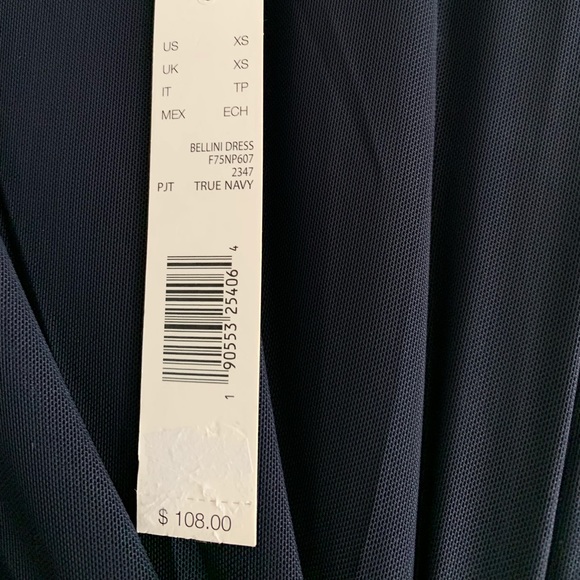 US XS
UK XS
IT TP
MEX ECH
BELLINI DRESS
F75NP607
2347
PJT TRUE NAVY
1 90553 25406 4
$ 108.00